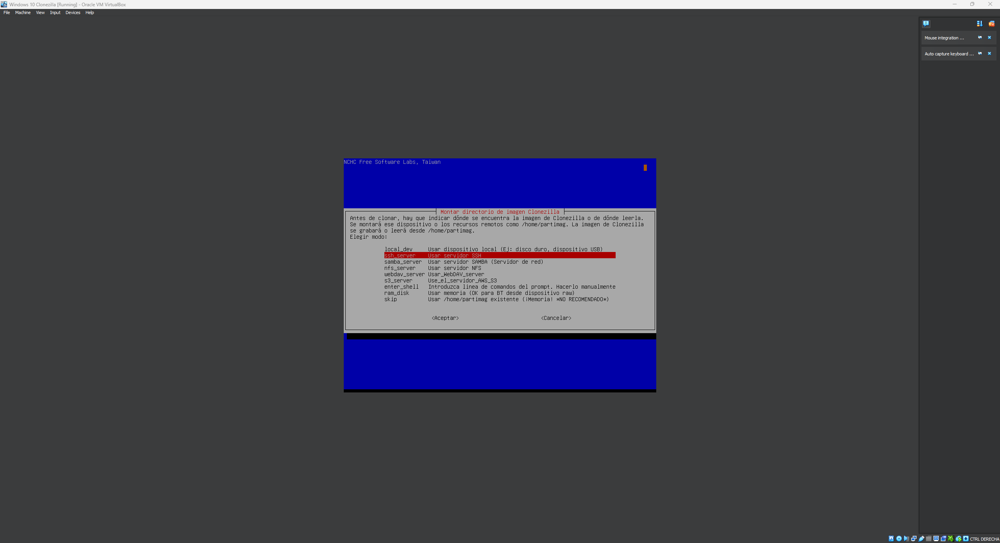 Windows 10 Clonezilla [Running] - Oracle VM VirtualBox
File Machine View Input Devices Help
Mouse integration ...
Auto capture keyboard ...
NCHC Free Software Labs, Taiwan
Montar directorio de imagen Clonezilla
Antes de clonar, hay que indicar dónde se encuentra la imagen de Clonezilla o de dónde leerla.
Se montará ese dispositivo o los recursos remotos como /home/partimag. La imagen de Clonezilla
se grabará o leerá desde /home/partimag.
Elegir modo:
local_dev Usar dispositivo local (Ej: disco duro, dispositivo USB)
ssh_server Usar servidor SSH
samba_server Usar servidor SAMBA (Servidor de red)
nfs_server Usar servidor NFS
webdav_server Usar_WebDAV_server
s3_server Use_el_servidor_AWS_S3
enter_shell Introduzca linea de comandos del prompt. Hacerlo manualmente
ram_disk Usar memoria (OK para BT desde dispositivo raw)
skip Usar /home/partimag existente (¡Memoria! *NO RECOMENDADO*)
<Aceptar> <Cancelar>
CTRL DERECHA